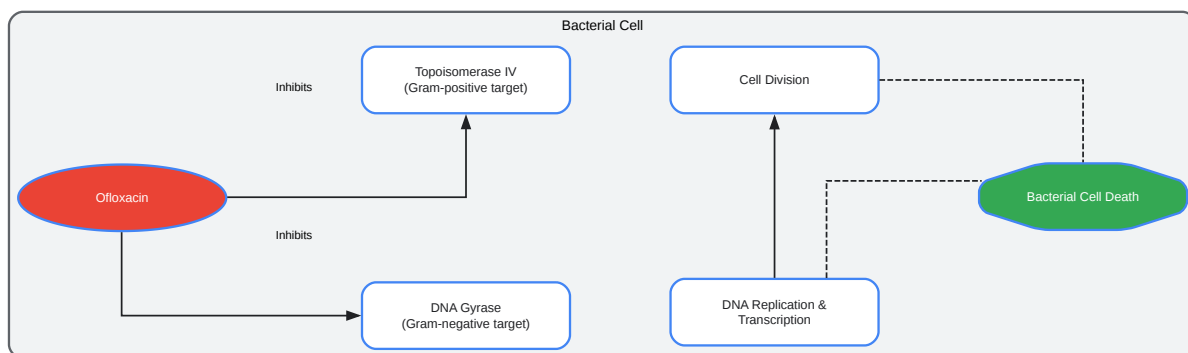 Bacterial Cell
Inhibits
Topoisomerase IV
(Gram-positive target)
Cell Division
Ofloxacin
Bacterial Cell Death
Inhibits
DNA Gyrase
(Gram-negative target)
DNA Replication &
Transcription